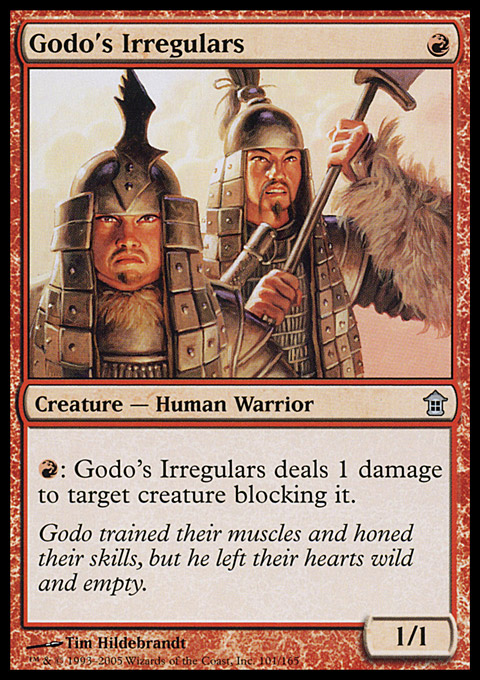 Godo's Irregulars
Creature — Human Warrior
: Godo's Irregulars deals 1 damage
to target creature blocking it.
Godo trained their muscles and honed
their skills, but he left their hearts wild
and empty.
1/1
Tim Hildebrandt
™ & © 1993–2005 Wizards of the Coast, Inc. 101/165